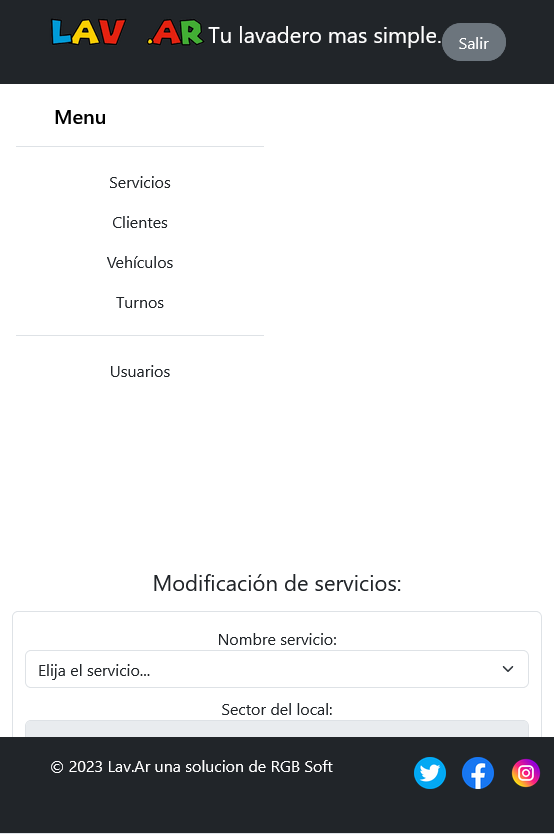 LAV .AR Tu lavadero mas simple. Salir
Menu
Servicios
Clientes
Vehículos
Turnos
Usuarios
Modificación de servicios:
Nombre servicio:
Elija el servicio...
Sector del local:
© 2023 Lav.Ar una solucion de RGB Soft